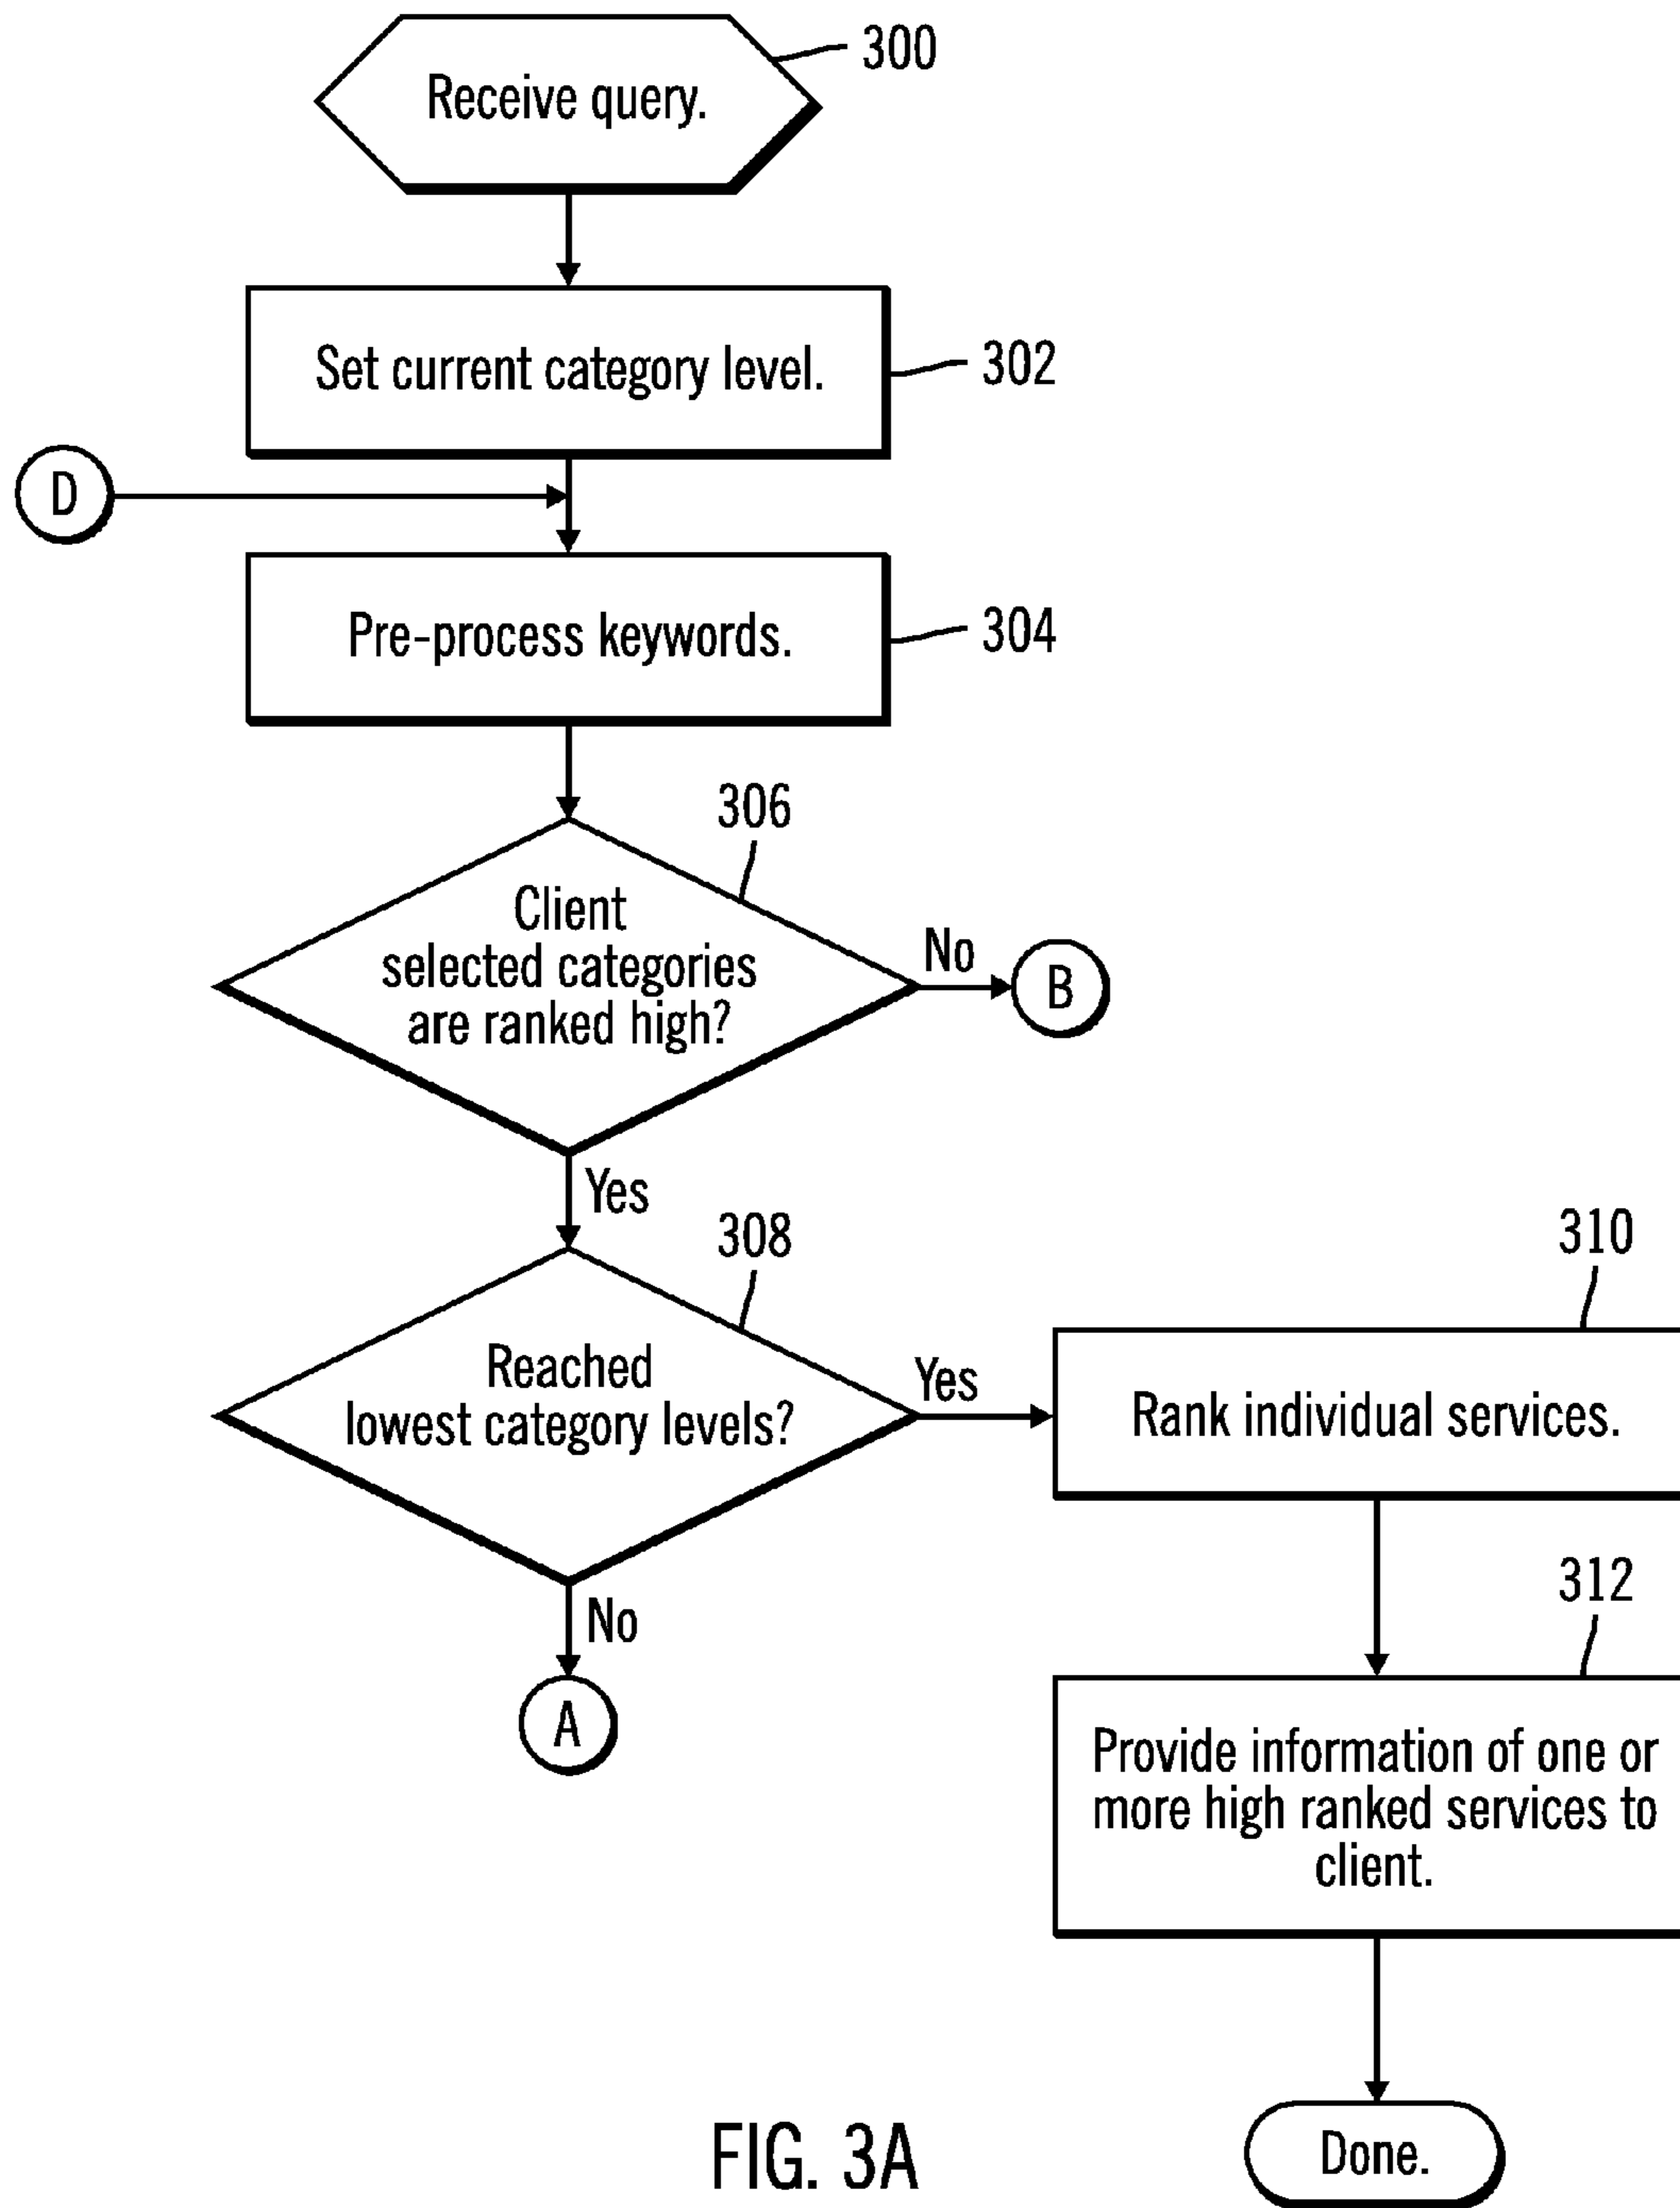 300
Receive query.
Set current category level.
302
D
Pre-process keywords.
304
306
Client
selected categories
are ranked high?
No
B
Yes
308
Reached
lowest category levels?
Yes
310
Rank individual services.
No
A
312
Provide information of one or
more high ranked services to
client.
Done.
FIG. 3A